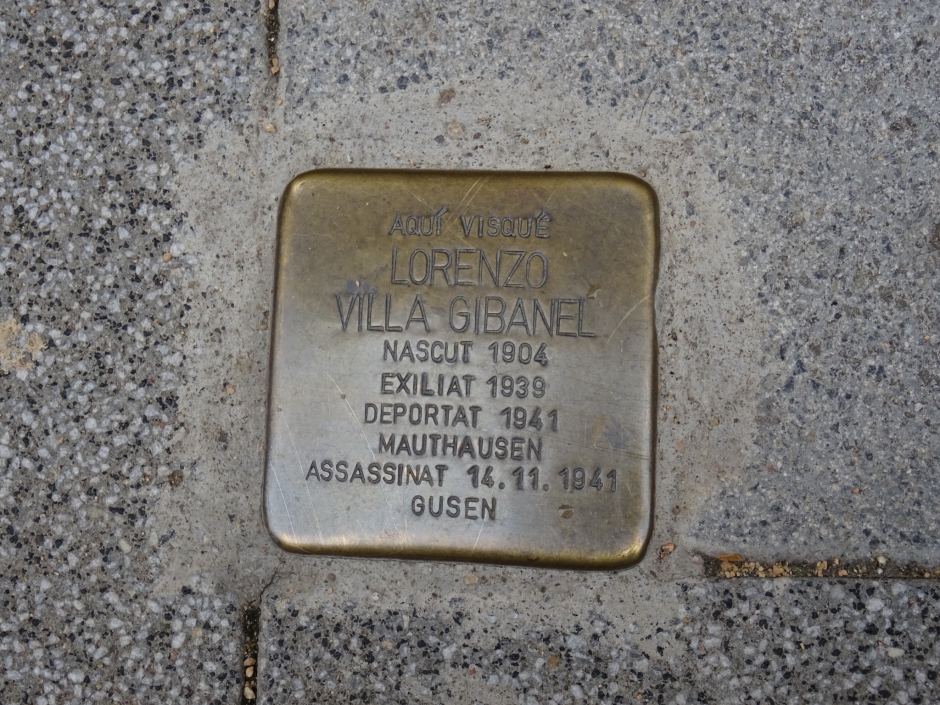 AQUÍ VISQUÉ
LORENZO
VILLA GIBANEL
NASCUT 1904
EXILIAT 1939
DEPORTAT 1941
MAUTHAUSEN
ASSASSINAT 14.11.1941
GUSEN